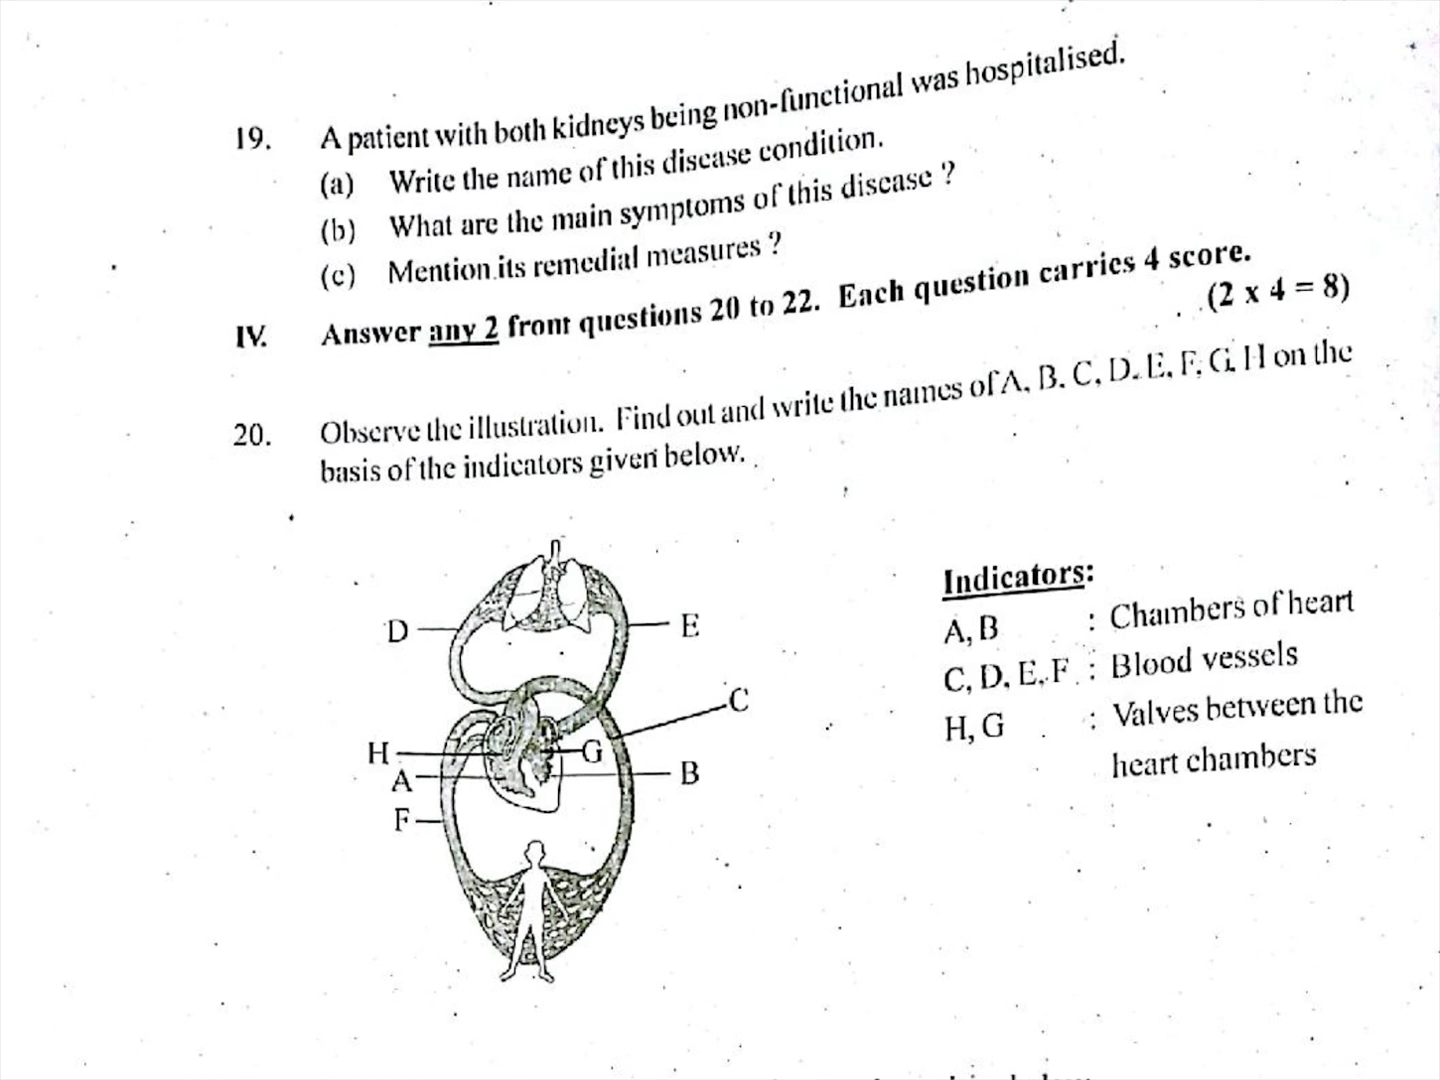 19. A patient with both kidneys being non-functional was hospitalised.
(a) Write the name of this disease condition.
(b) What are the main symptoms of this disease ?
(c) Mention its remedial measures ?
IV. Answer any 2 from questions 20 to 22. Each question carries 4 score.
(2 x 4 = 8)
20. Observe the illustration. Find out and write the names of A, B, C, D, E, F, G, H on the
basis of the indicators given below.
D
E
C
H
G
A
B
F
Indicators:
A, B : Chambers of heart
C, D, E, F : Blood vessels
H, G : Valves between the
heart chambers